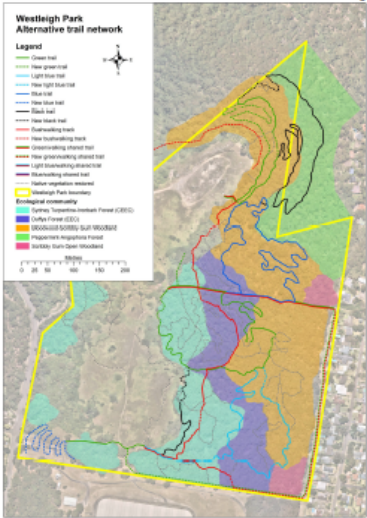 Westleigh Park
Alternative trail network
Legend
Green trail
New green trail
Light blue trail
New light blue trail
Blue trail
New blue trail
Black trail
New black trail
Bushwalking track
New bushwalking track
Green/walking shared trail
New green/walking shared trail
Light blue/walking shared trail
Blue/walking shared trail
Native vegetation restored
Westleigh Park boundary
Ecological community
Sydney Turpentine-Ironbark Forest (CEEC)
Duffys Forest (EEC)
Bloodwood-Scribbly Gum Woodland
Peppermint-Angophora Forest
Scribbly Gum Open Woodland
Metres
0 25 50 100 150 200
N